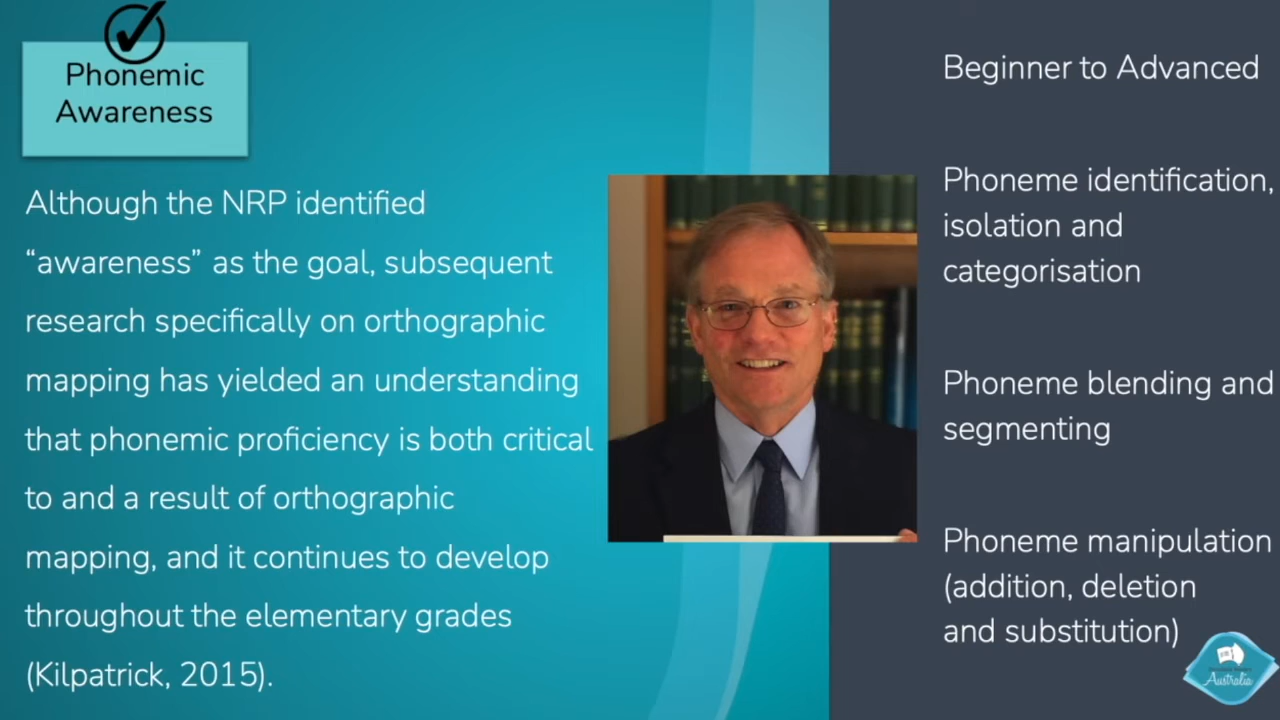 Phonemic
Awareness
Although the NRP identified
“awareness” as the goal, subsequent
research specifically on orthographic
mapping has yielded an understanding
that phonemic proficiency is both critical
to and a result of orthographic
mapping, and it continues to develop
throughout the elementary grades
(Kilpatrick, 2015).
Beginner to Advanced
Phoneme identification,
isolation and
categorisation
Phoneme blending and
segmenting
Phoneme manipulation
(addition, deletion
and substitution)
Australia